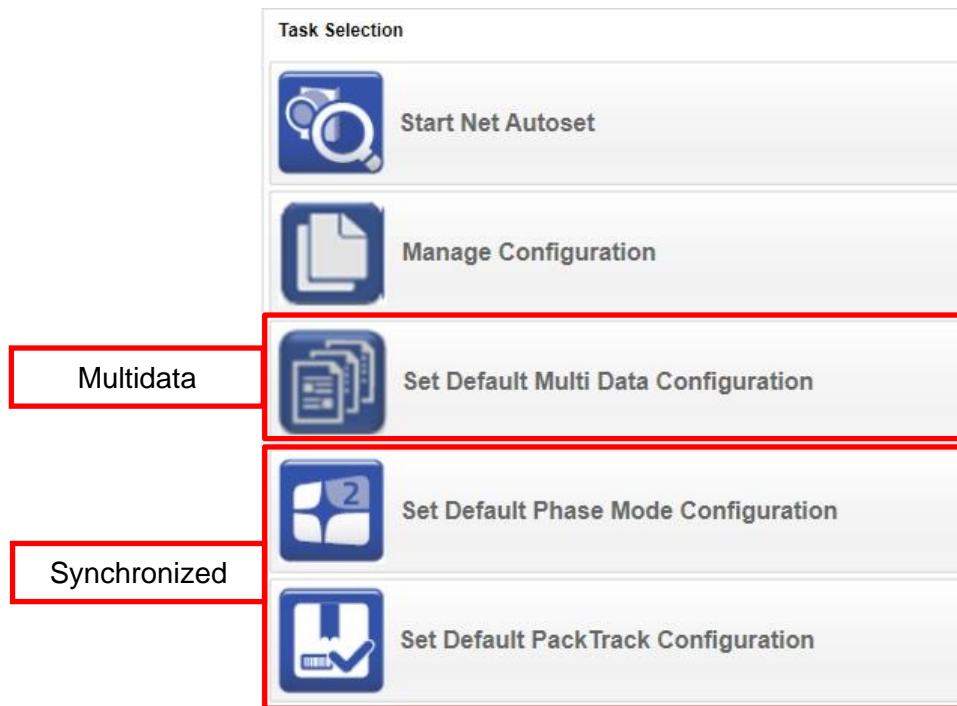 Task Selection
Start Net Autoset
Manage Configuration
Multidata
Set Default Multi Data Configuration
2
Set Default Phase Mode Configuration
Synchronized
Set Default PackTrack Configuration